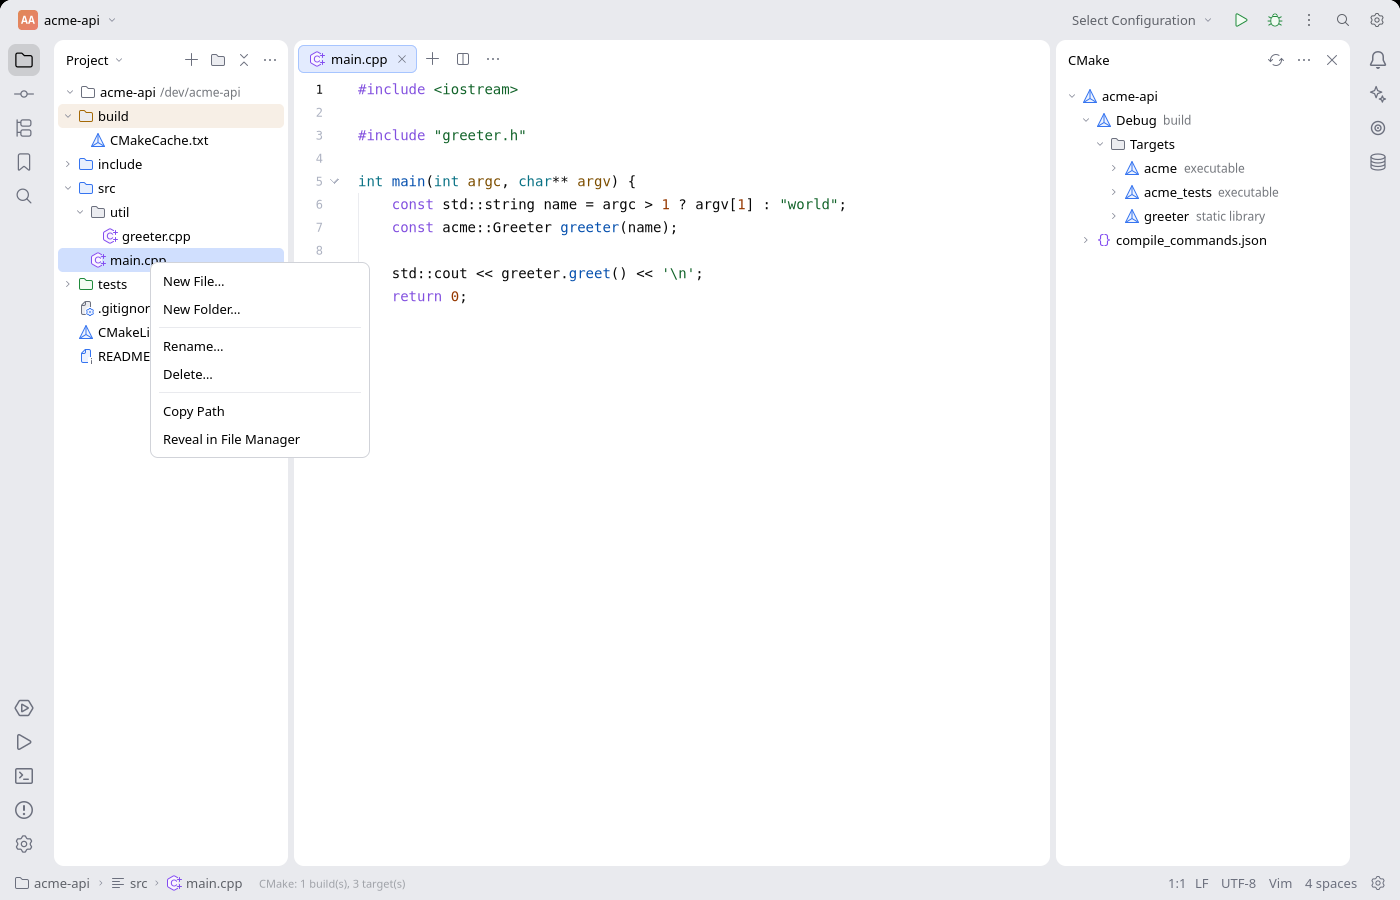 AA acme-api
Select Configuration
Project
acme-api /dev/acme-api
build
CMakeCache.txt
include
src
util
greeter.cpp
main.cpp
tests
.gitignor
CMakeLi
README
New File...
New Folder...
Rename...
Delete...
Copy Path
Reveal in File Manager
main.cpp
1 #include <iostream>
2
3 #include "greeter.h"
4
5 int main(int argc, char** argv) {
6 const std::string name = argc > 1 ? argv[1] : "world";
7 const acme::Greeter greeter(name);
8
std::cout << greeter.greet() << '\n';
return 0;
CMake
acme-api
Debug build
Targets
acme executable
acme_tests executable
greeter static library
{} compile_commands.json
acme-api > src > main.cpp CMake: 1 build(s), 3 target(s)
1:1 LF UTF-8 Vim 4 spaces